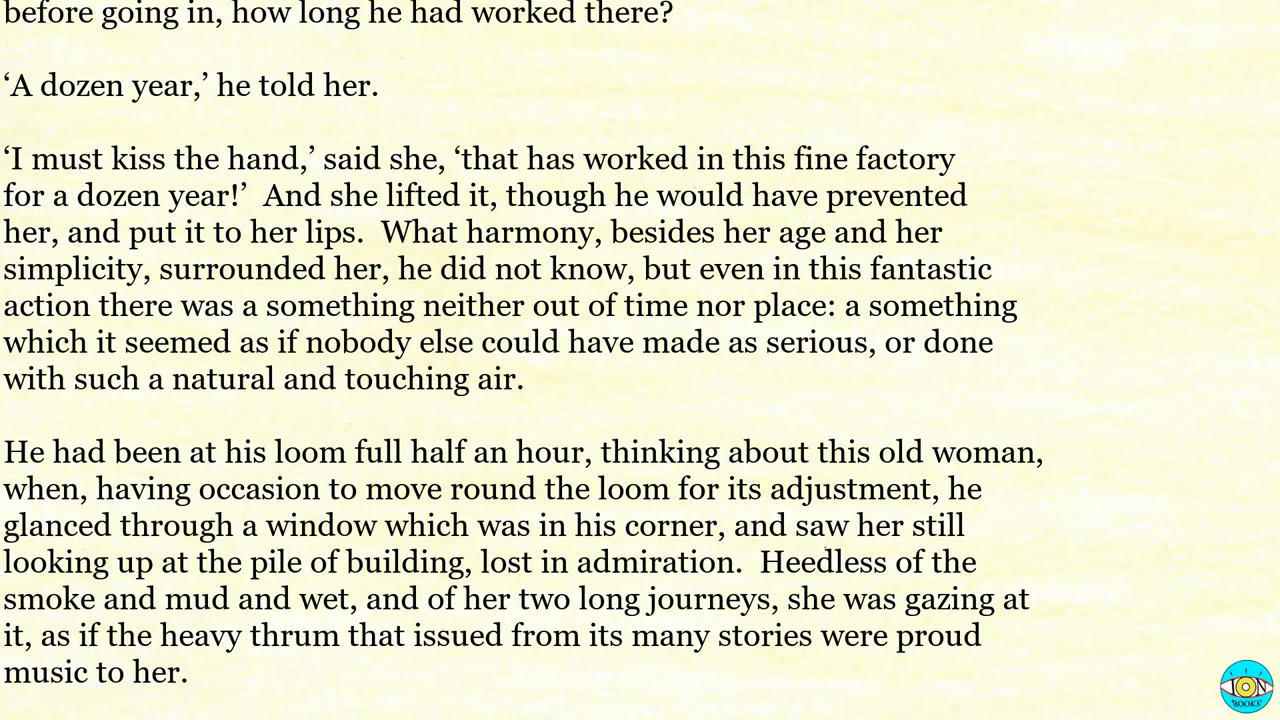 before going in, how long he had worked there?
‘A dozen year,’ he told her.
‘I must kiss the hand,’ said she, ‘that has worked in this fine factory
for a dozen year!’  And she lifted it, though he would have prevented
her, and put it to her lips.  What harmony, besides her age and her
simplicity, surrounded her, he did not know, but even in this fantastic
action there was a something neither out of time nor place: a something
which it seemed as if nobody else could have made as serious, or done
with such a natural and touching air.
He had been at his loom full half an hour, thinking about this old woman,
when, having occasion to move round the loom for its adjustment, he
glanced through a window which was in his corner, and saw her still
looking up at the pile of building, lost in admiration.  Heedless of the
smoke and mud and wet, and of her two long journeys, she was gazing at
it, as if the heavy thrum that issued from its many stories were proud
music to her.
ION
BOOKS